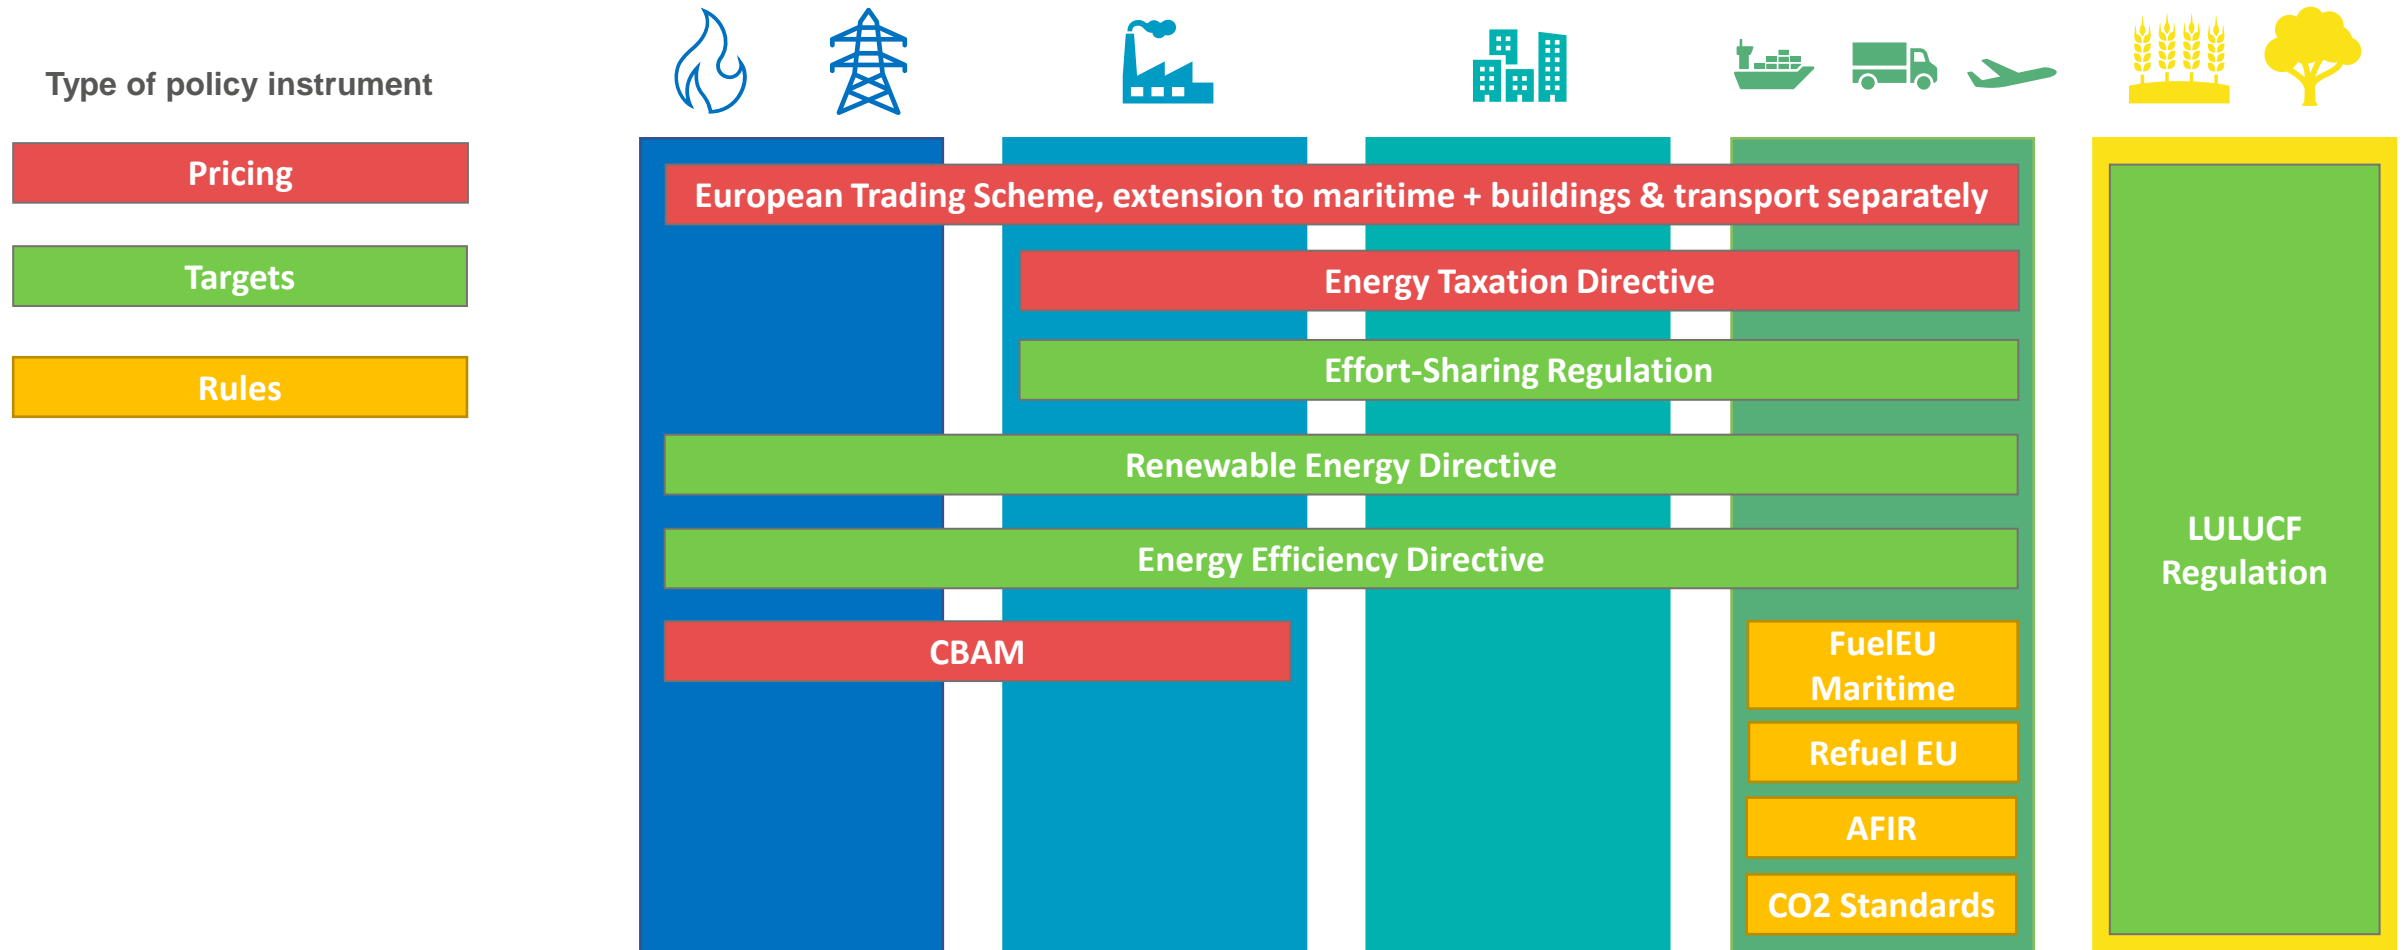 Type of policy instrument
Pricing
Targets
Rules
European Trading Scheme, extension to maritime + buildings & transport separately
Energy Taxation Directive
Effort-Sharing Regulation
Renewable Energy Directive
Energy Efficiency Directive
CBAM
FuelEU
Maritime
Refuel EU
AFIR
CO2 Standards
LULUCF
Regulation